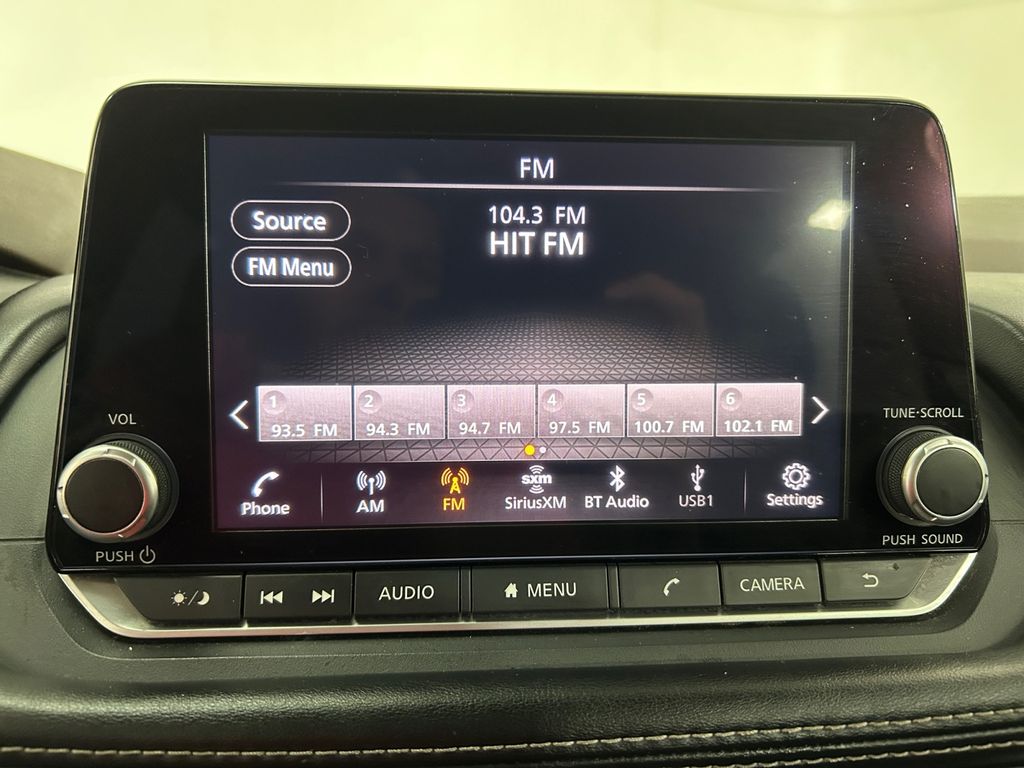 FM
Source
104.3 FM
HIT FM
FM Menu
VOL
TUNE·SCROLL
1 2 3 4 5 6
93.5 FM 94.3 FM 94.7 FM 97.5 FM 100.7 FM 102.1 FM
sxm
Phone AM FM SiriusXM BT Audio USB1 Settings
PUSH
PUSH SOUND
AUDIO MENU CAMERA